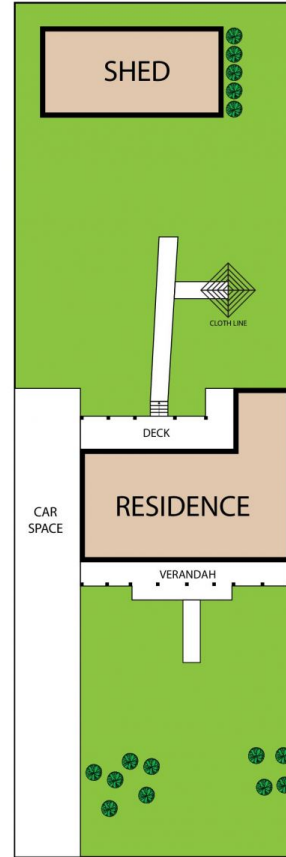 SHED
CLOTH LINE
DECK
CAR
SPACE
RESIDENCE
VERANDAH